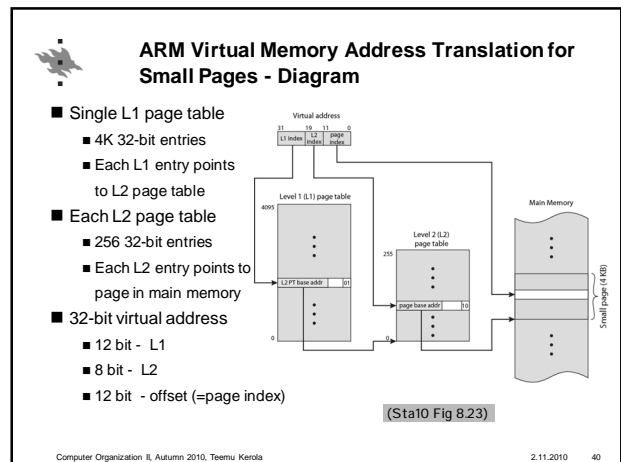 ARM Virtual Memory Address Translation for
Small Pages - Diagram
Single L1 page table
4K 32-bit entries
Each L1 entry points
to L2 page table
Each L2 page table
256 32-bit entries
Each L2 entry points to
page in main memory
32-bit virtual address
12 bit - L1
8 bit - L2
12 bit - offset (=page index)
Virtual address
31 19 11 0
L1 index
L2
index
page
index
Level 1 (L1) page table
4095
L2 PT base addr
01
0
Level 2 (L2)
page table
255
page base addr
10
0
Main Memory
Small page (4 KB)
(Sta10 Fig 8.23)
Computer Organization II, Autumn 2010, Teemu Kerola
2.11.2010
40